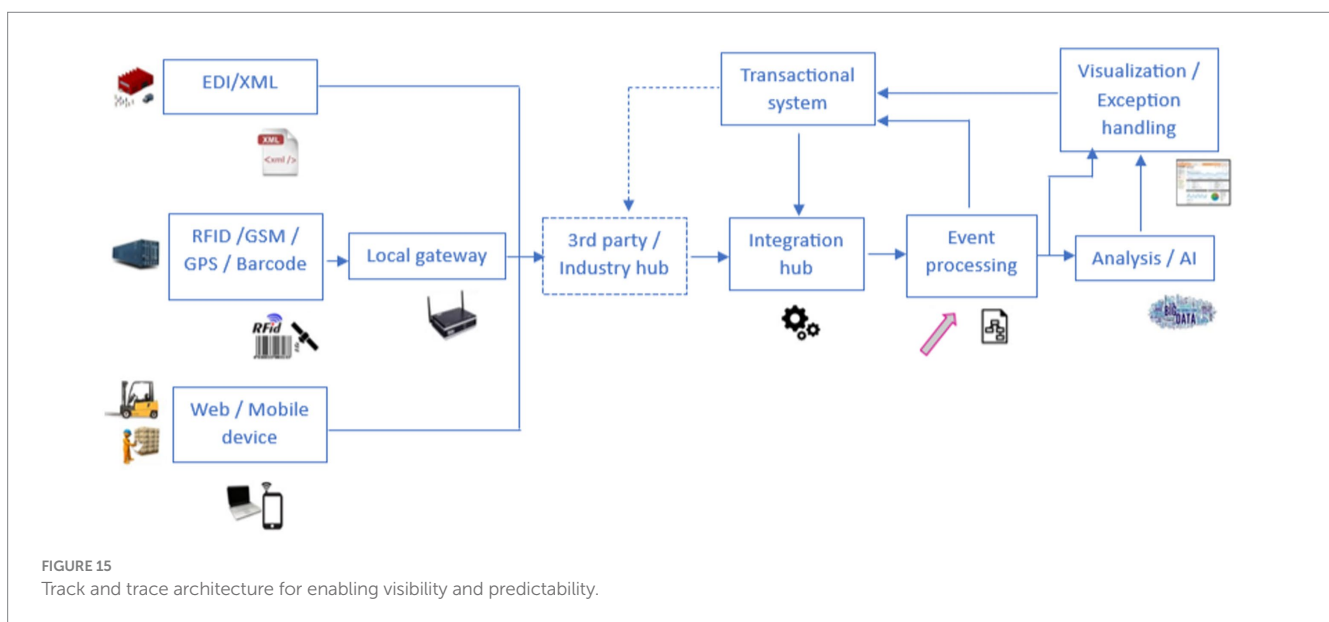 EDI/XML
XML
<xml />
RFID /GSM /
GPS / Barcode
RFid
Local gateway
Web / Mobile
device
3rd party /
Industry hub
Transactional
system
Integration
hub
Event
processing
Visualization /
Exception
handling
Analysis / AI
BIG
DATA
FIGURE 15
Track and trace architecture for enabling visibility and predictability.